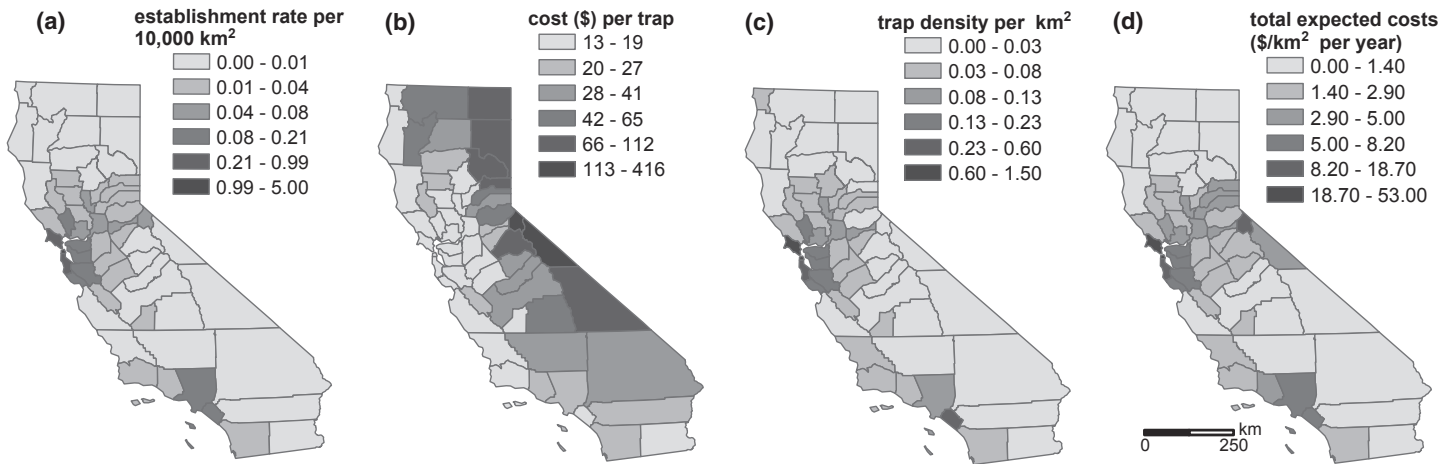 (a)
establishment rate per
10,000 km²
0.00 - 0.01
0.01 - 0.04
0.04 - 0.08
0.08 - 0.21
0.21 - 0.99
0.99 - 5.00
(b)
cost ($) per trap
13 - 19
20 - 27
28 - 41
42 - 65
66 - 112
113 - 416
(c)
trap density per km²
0.00 - 0.03
0.03 - 0.08
0.08 - 0.13
0.13 - 0.23
0.23 - 0.60
0.60 - 1.50
(d)
total expected costs
($/km² per year)
0.00 - 1.40
1.40 - 2.90
2.90 - 5.00
5.00 - 8.20
8.20 - 18.70
18.70 - 53.00
km
0 250